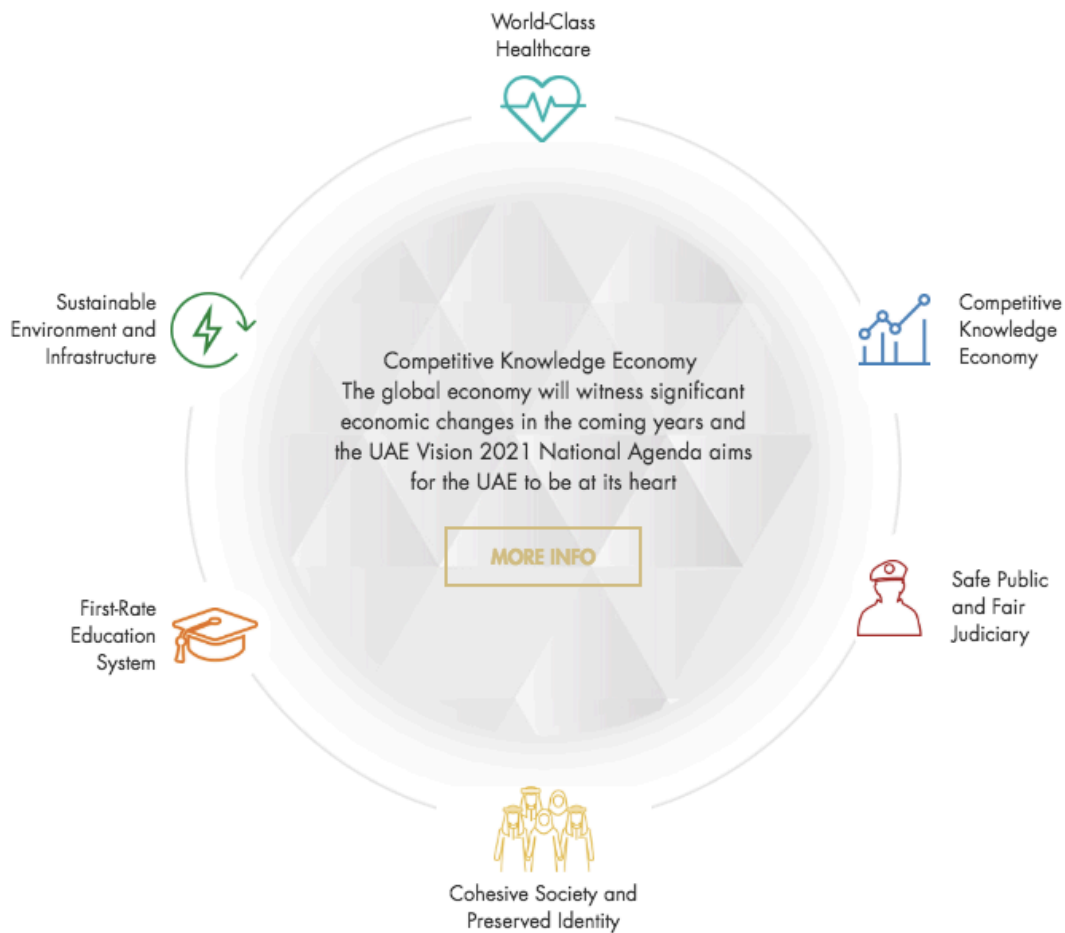 World-Class
Healthcare
Sustainable
Environment and
Infrastructure
Competitive
Knowledge
Economy
Competitive Knowledge Economy
The global economy will witness significant
economic changes in the coming years and
the UAE Vision 2021 National Agenda aims
for the UAE to be at its heart
MORE INFO
First-Rate
Education
System
Safe Public
and Fair
Judiciary
Cohesive Society and
Preserved Identity